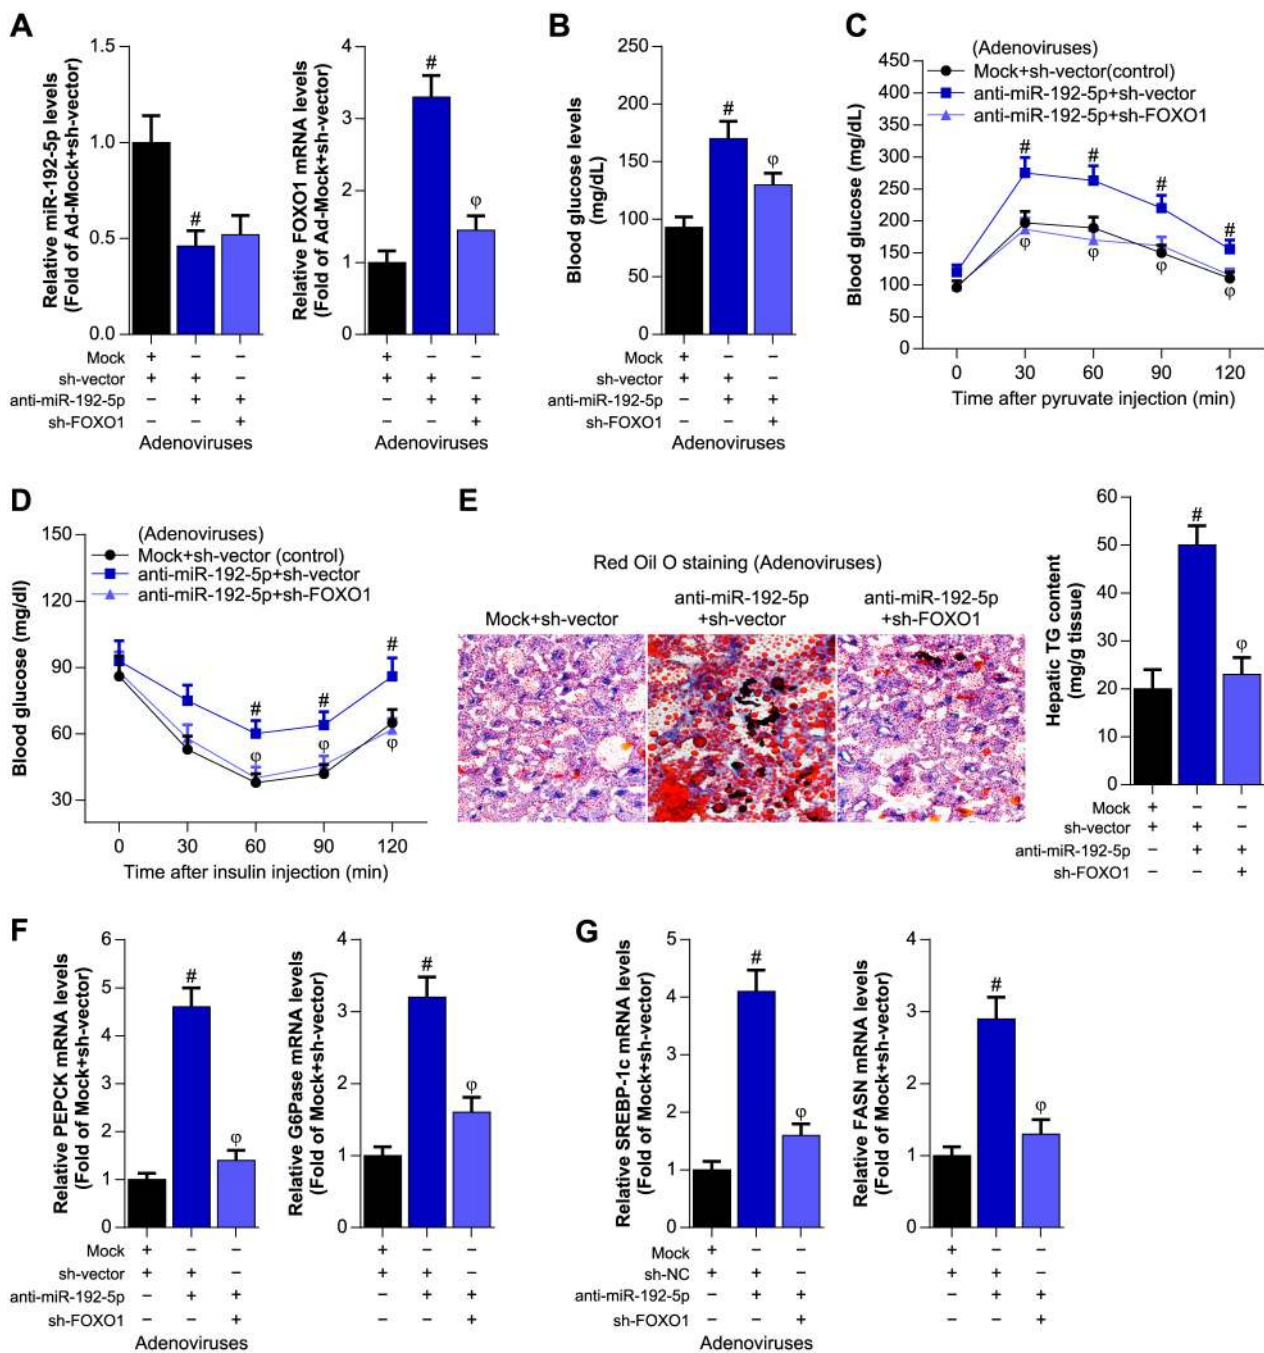 A
Relative miR-192-5p levels
(Fold of Ad-Mock+sh-vector)
1.5
1.0
0.5
0.0
#
Mock + – –
sh-vector + + –
anti-miR-192-5p – + +
sh-FOXO1 – – +
Adenoviruses
Relative FOXO1 mRNA levels
(Fold of Ad-Mock+sh-vector)
4
3
2
1
0
#
φ
+ – –
+ + –
– + +
– – +
B
Blood glucose levels
(mg/dL)
250
200
150
100
50
0
#
φ
Mock + – –
sh-vector + + –
anti-miR-192-5p – + +
sh-FOXO1 – – +
Adenoviruses
C
(Adenoviruses)
Mock+sh-vector(control)
anti-miR-192-5p+sh-vector
anti-miR-192-5p+sh-FOXO1
Blood glucose (mg/dL)
450
400
350
300
250
200
150
100
50
0
# # # #
φ φ φ φ
0 30 60 90 120
Time after pyruvate injection (min)
D
(Adenoviruses)
Mock+sh-vector (control)
anti-miR-192-5p+sh-vector
anti-miR-192-5p+sh-FOXO1
Blood glucose (mg/dl)
150
120
90
60
30
# # #
φ φ φ
0 30 60 90 120
Time after insulin injection (min)
E
Red Oil O staining (Adenoviruses)
Mock+sh-vector
anti-miR-192-5p
+sh-vector
anti-miR-192-5p
+sh-FOXO1
Hepatic TG content
(mg/g tissue)
60
50
40
30
20
10
0
#
φ
Mock + – –
sh-vector + + –
anti-miR-192-5p – + +
sh-FOXO1 – – +
F
Relative PEPCK mRNA levels
(Fold of Mock+sh-vector)
6
5
4
3
2
1
0
#
φ
Mock + – –
sh-vector + + –
anti-miR-192-5p – + +
sh-FOXO1 – – +
Adenoviruses
Relative G6Pase mRNA levels
(Fold of Mock+sh-vector)
4
3
2
1
0
#
φ
+ – –
+ + –
– + +
– – +
G
Relative SREBP-1c mRNA levels
(Fold of Mock+sh-vector)
5
4
3
2
1
0
#
φ
Mock + – –
sh-NC + + –
anti-miR-192-5p – + +
sh-FOXO1 – – +
Adenoviruses
Relative FASN mRNA levels
(Fold of Mock+sh-vector)
4
3
2
1
0
#
φ
+ – –
+ + –
– + +
– – +